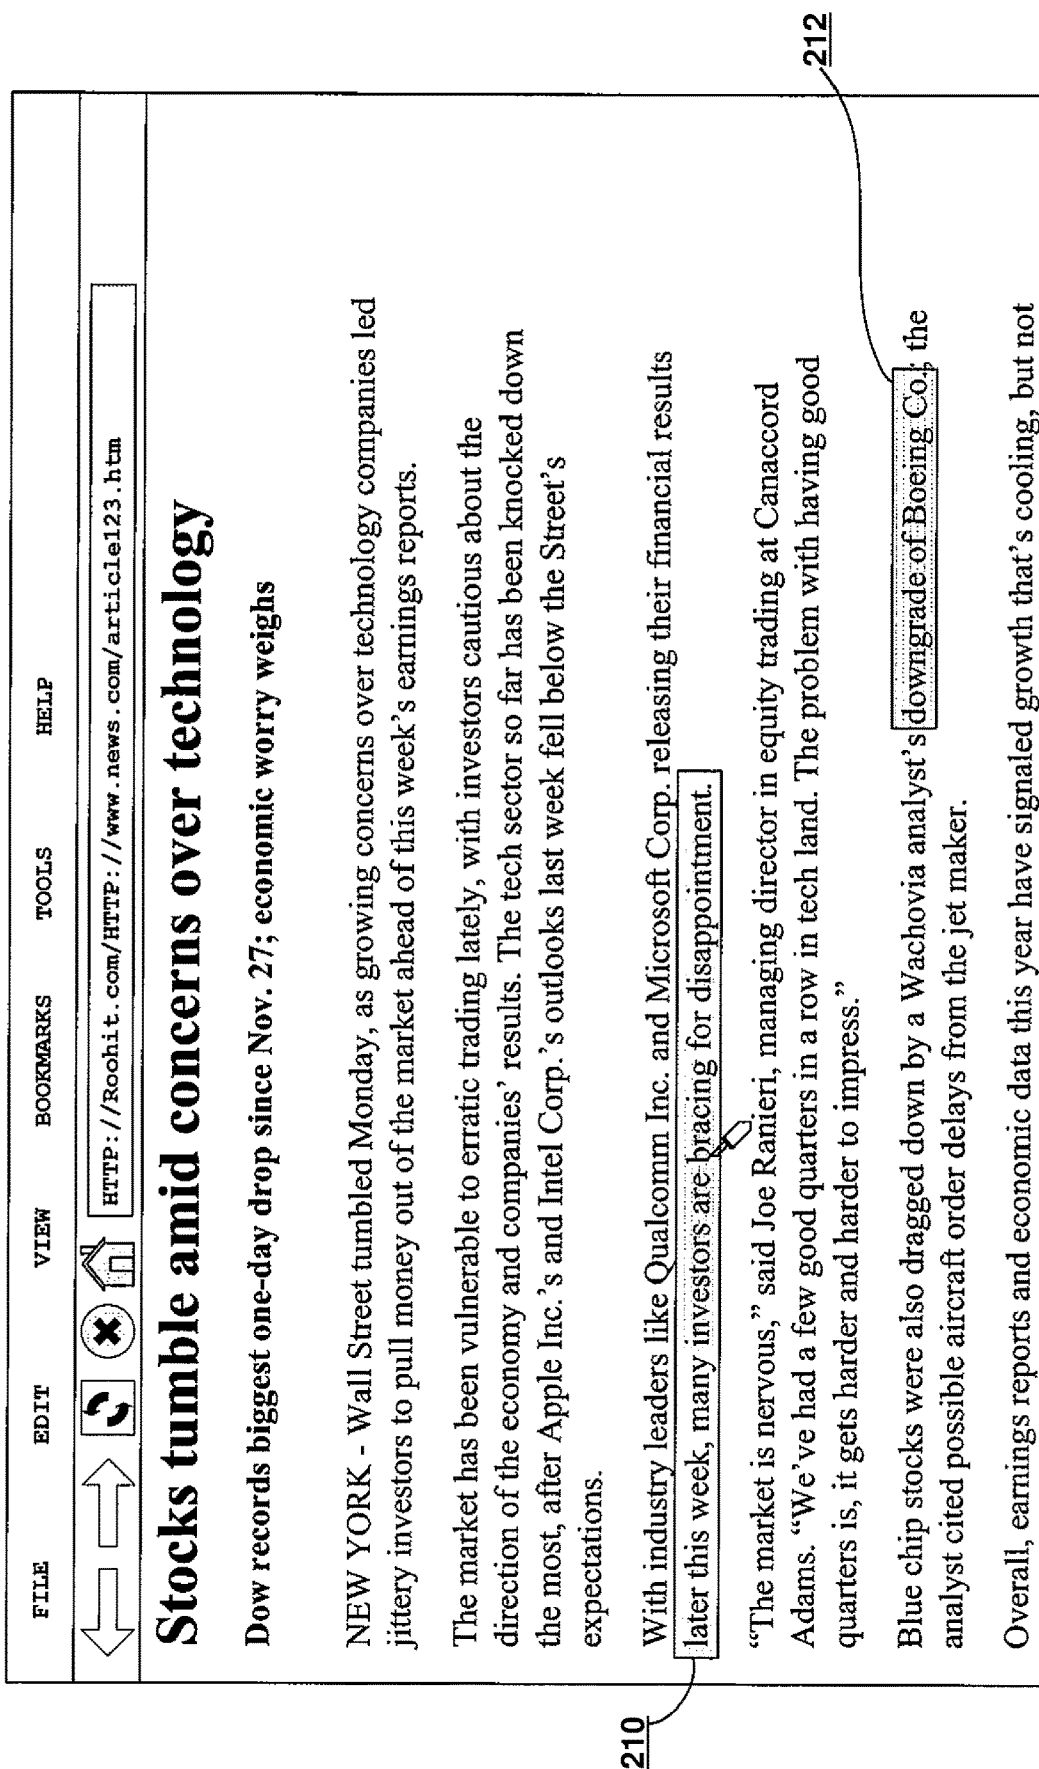 FILE EDIT VIEW BOOKMARKS TOOLS HELP
HTTP://Roohit.com/HTTP://www.news.com/article123.htm
Stocks tumble amid concerns over technology
Dow records biggest one-day drop since Nov. 27; economic worry weighs
NEW YORK - Wall Street tumbled Monday, as growing concerns over technology companies led
jittery investors to pull money out of the market ahead of this week's earnings reports.
The market has been vulnerable to erratic trading lately, with investors cautious about the
direction of the economy and companies' results. The tech sector so far has been knocked down
the most, after Apple Inc.'s and Intel Corp.'s outlooks last week fell below the Street's
expectations.
With industry leaders like Qualcomm Inc. and Microsoft Corp. releasing their financial results
later this week, many investors are bracing for disappointment.
210
“The market is nervous,” said Joe Ranieri, managing director in equity trading at Canaccord
Adams. “We've had a few good quarters in a row in tech land. The problem with having good
quarters is, it gets harder and harder to impress.”
212
Blue chip stocks were also dragged down by a Wachovia analyst's downgrade of Boeing Co.; the
analyst cited possible aircraft order delays from the jet maker.
Overall, earnings reports and economic data this year have signaled growth that's cooling, but not